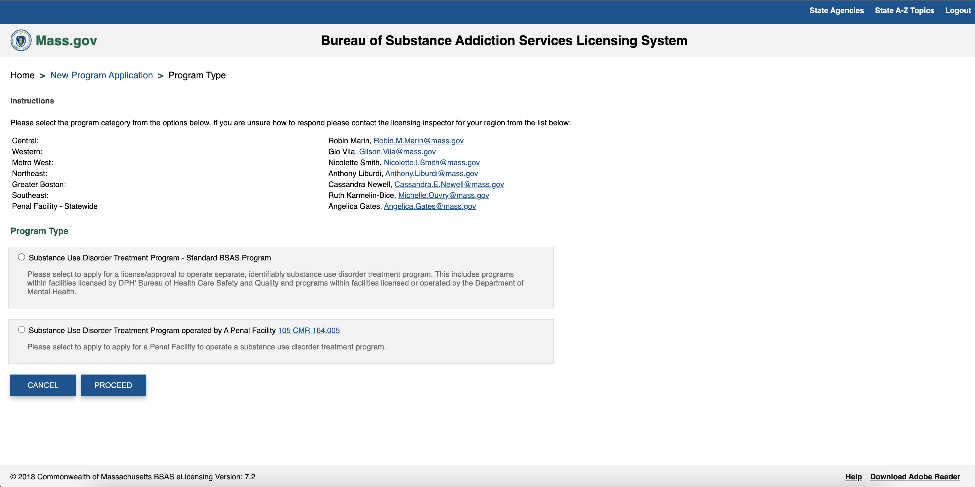 State Agencies State A-Z Topics Logout
Mass.gov
Bureau of Substance Addiction Services Licensing System
Home > New Program Application > Program Type
Instructions
Please select the program category from the options below. If you are unsure how to respond please contact the licensing inspector for your region from the list below:
Central: Robin Marin, Robin.M.Marin@mass.gov
Western: Gio Vila, Gilson.Vila@mass.gov
Metro West: Nicolette Smith, Nicolette.I.Smith@mass.gov
Northeast: Anthony Liburdi, Anthony.Liburdi@mass.gov
Greater Boston: Cassandra Newell, Cassandra.E.Newell@mass.gov
Southeast: Ruth Karmelin-Bice, Michelle.Ouvry@mass.gov
Penal Facility - Statewide Angelica Gates, Angelica.Gates@mass.gov
Program Type
Substance Use Disorder Treatment Program - Standard BSAS Program
Please select to apply for a license/approval to operate separate, identifiably substance use disorder treatment program. This includes programs
within facilities licensed by DPH' Bureau of Health Care Safety and Quality and programs within facilities licensed or operated by the Department of
Mental Health.
Substance Use Disorder Treatment Program operated by A Penal Facility 105 CMR 164.005
Please select to apply to apply for a Penal Facility to operate a substance use disorder treatment program.
CANCEL PROCEED
© 2018 Commonwealth of Massachusetts BSAS eLicensing Version: 7.2
Help Download Adobe Reader